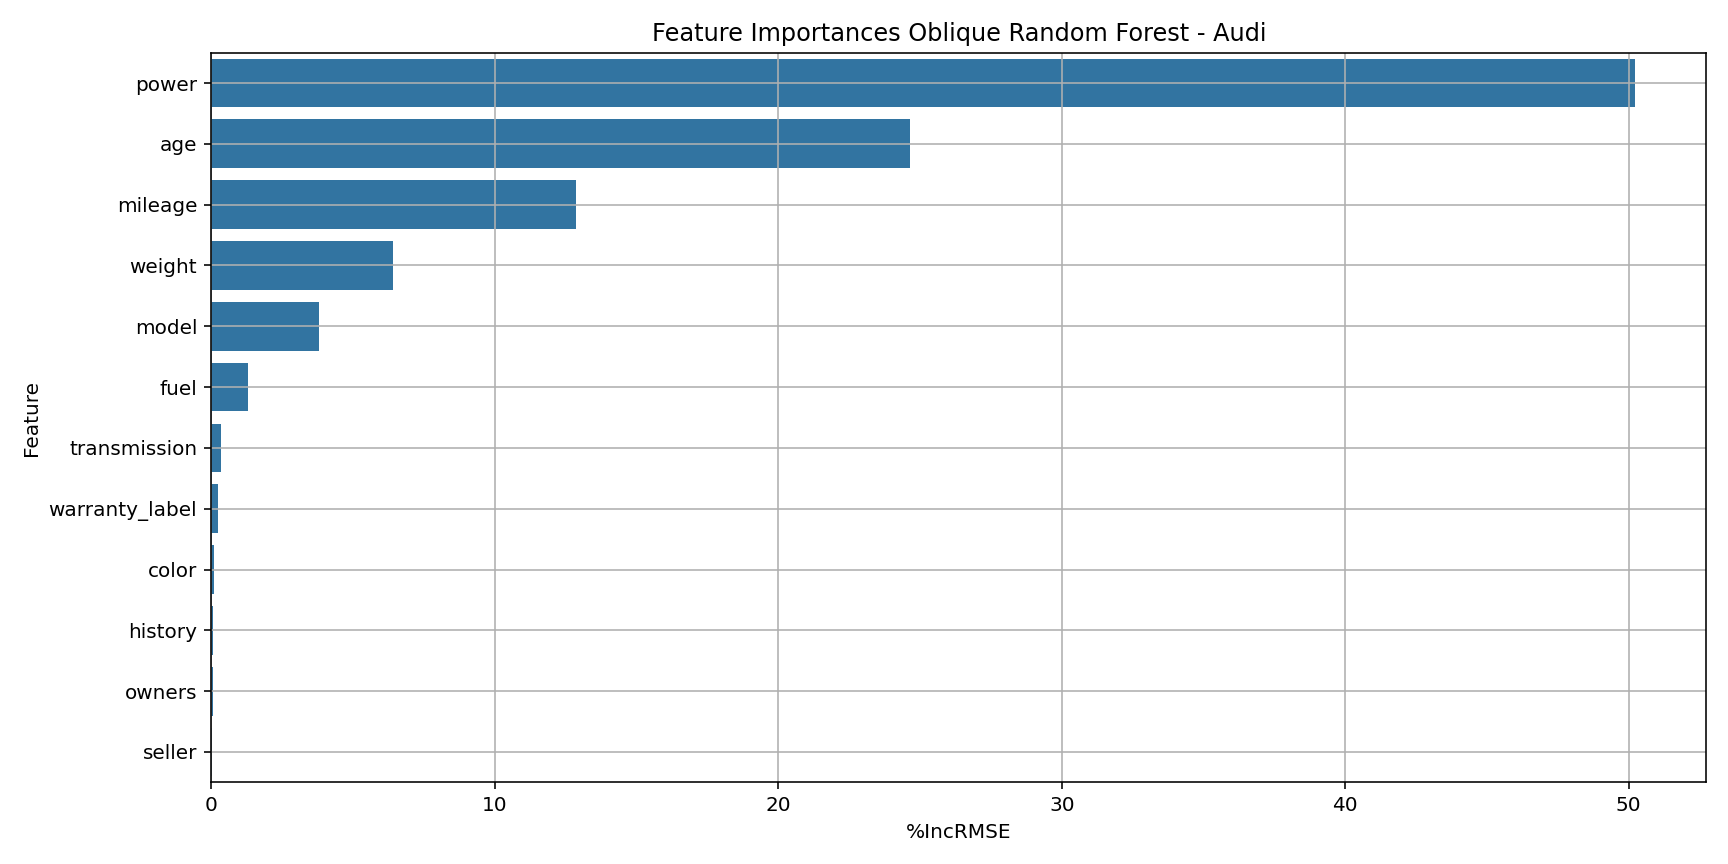 Feature Importances Oblique Random Forest - Audi
power
age
mileage
weight
model
fuel
transmission
warranty_label
color
history
owners
seller
Feature
0 10 20 30 40 50
%IncRMSE